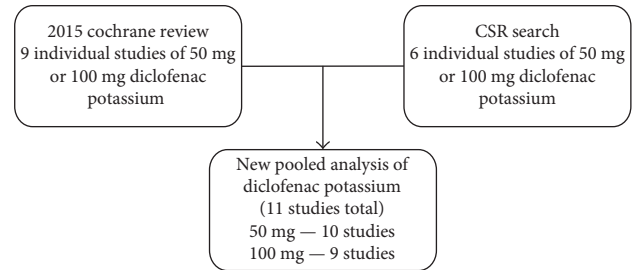 2015 cochrane review
9 individual studies of 50 mg
or 100 mg diclofenac
potassium
CSR search
6 individual studies of 50 mg
or 100 mg diclofenac
potassium
New pooled analysis of
diclofenac potassium
(11 studies total)
50 mg — 10 studies
100 mg — 9 studies